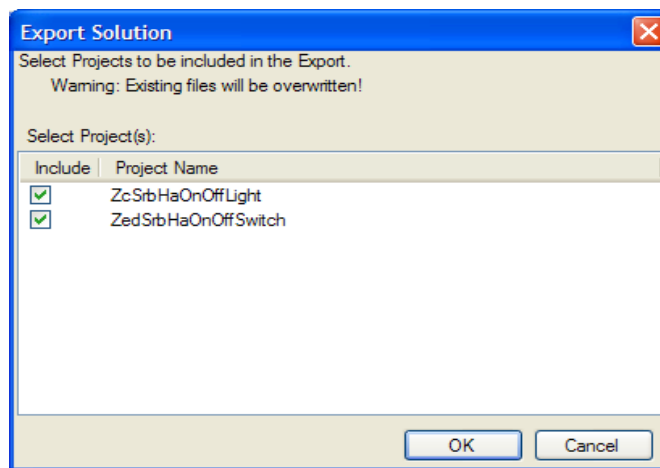 Export Solution
Select Projects to be included in the Export.
Warning: Existing files will be overwritten!
Select Project(s):
Include Project Name
ZcSrbHaOnOffLight
ZedSrbHaOnOffSwitch
OK Cancel